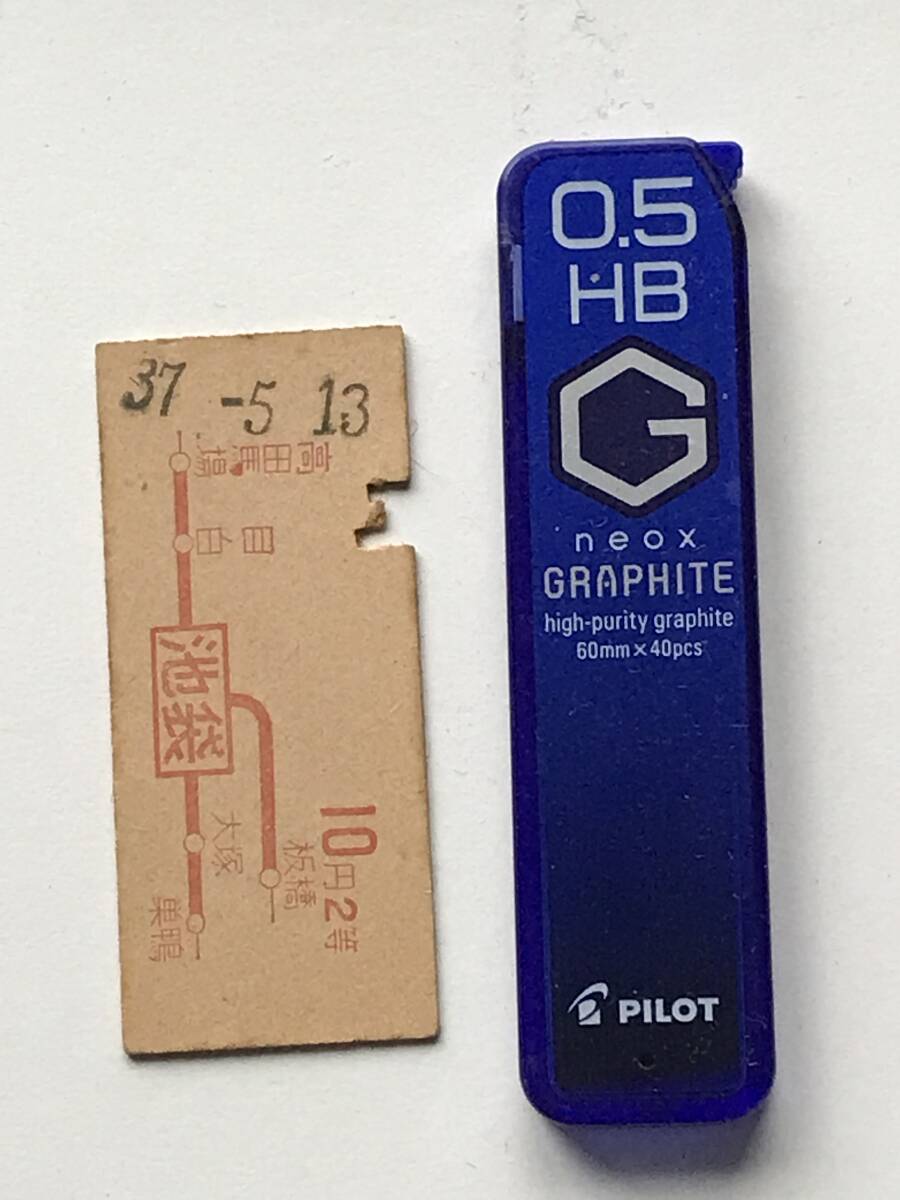 37 -5 13
高田馬場
目白
池袋
大塚
板橋
巣鴨
10円2等
0.5
HB
G
neox
GRAPHITE
high-purity graphite
60mm×40pcs
PILOT